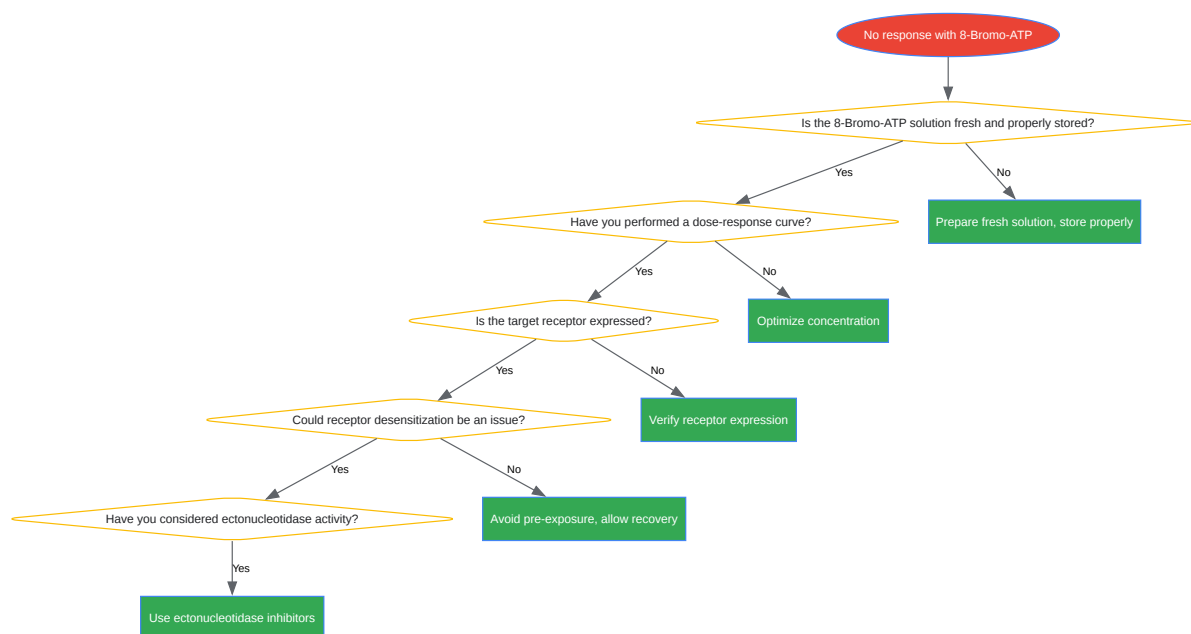 No response with 8-Bromo-ATP
Is the 8-Bromo-ATP solution fresh and properly stored?
Yes
No
Have you performed a dose-response curve?
Prepare fresh solution, store properly
Yes
No
Is the target receptor expressed?
Optimize concentration
Yes
No
Could receptor desensitization be an issue?
Verify receptor expression
Yes
No
Have you considered ectonucleotidase activity?
Avoid pre-exposure, allow recovery
Yes
Use ectonucleotidase inhibitors